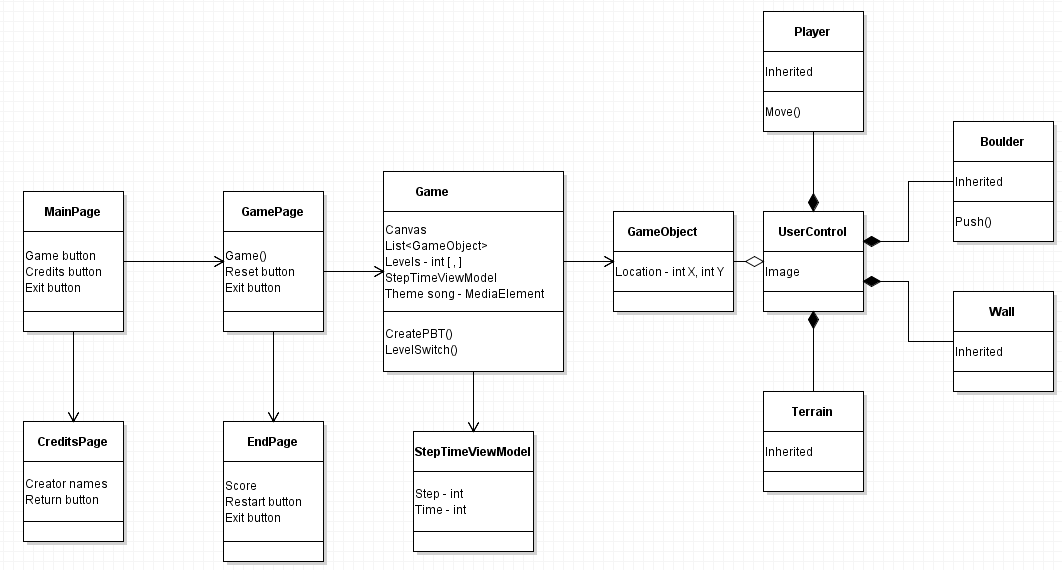 Player
Inherited
Move()
Boulder
Inherited
Push()
MainPage
Game button
Credits button
Exit button
GamePage
Game()
Reset button
Exit button
Game
Canvas
List<GameObject>
Levels - int [ , ]
StepTimeViewModel
Theme song - MediaElement
CreatePBT()
LevelSwitch()
GameObject
Location - int X, int Y
UserControl
Image
Wall
Inherited
CreditsPage
Creator names
Return button
EndPage
Score
Restart button
Exit button
StepTimeViewModel
Step - int
Time - int
Terrain
Inherited